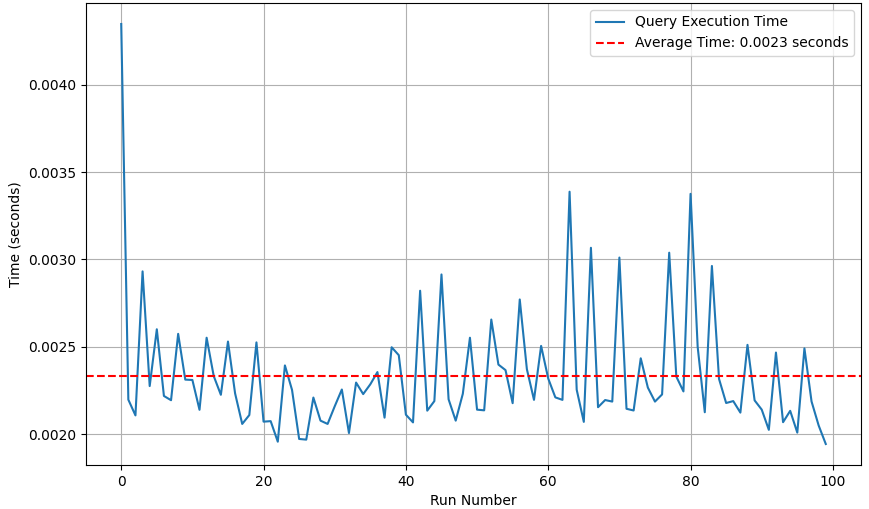 Query Execution Time
Average Time: 0.0023 seconds
0.0040
0.0035
0.0030
0.0025
0.0020
Time (seconds)
0 20 40 60 80 100
Run Number